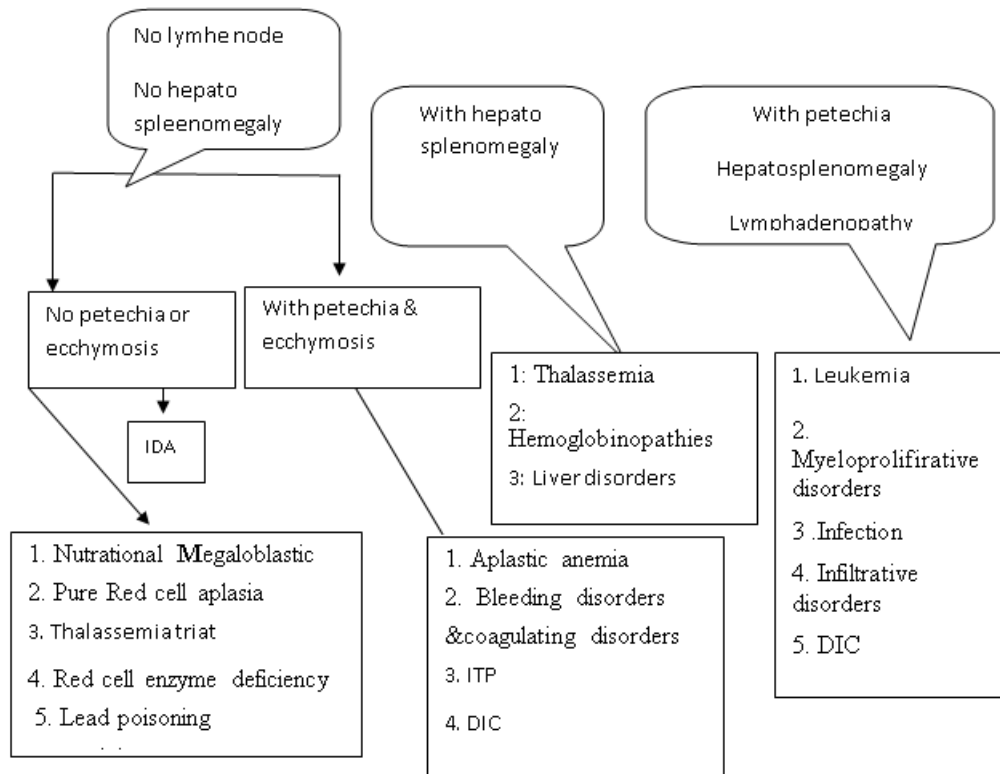 No lymhe node
No hepato
spleenomegaly
With hepato
splenomegaly
With petechia
Hepatosplenomegaly
Lymphadenopathy
No petechia or
ecchymosis
With petechia &
ecchymosis
IDA
1: Thalassemia
2:
Hemoglobinopathies
3: Liver disorders
1. Leukemia
2.
Myeloprolifirative
disorders
3 .Infection
4. Infiltrative
disorders
5. DIC
1. Nutrational Megaloblastic
2. Pure Red cell aplasia
3. Thalassemia triat
4. Red cell enzyme deficiency
5. Lead poisoning
1. Aplastic anemia
2. Bleeding disorders
&coagulating disorders
3. ITP
4. DIC